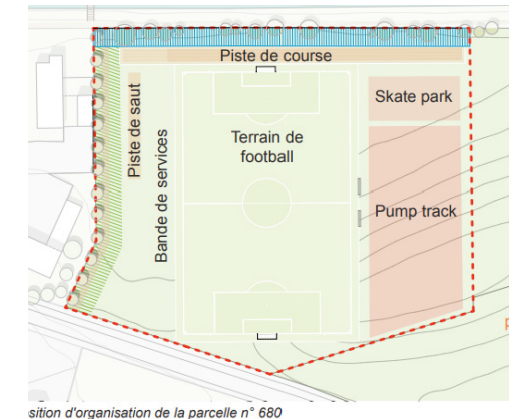 Piste de course
Piste de saut
Bande de services
Terrain de
football
Skate park
Pump track
sition d'organisation de la parcelle n° 680